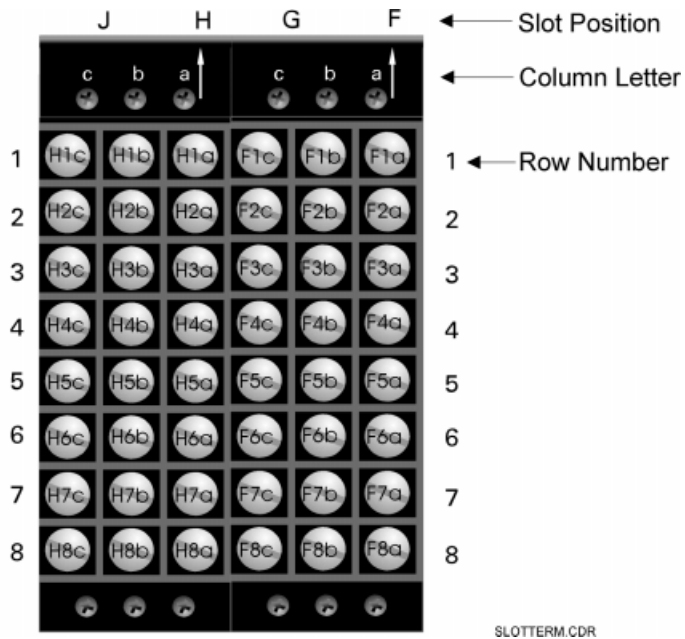 J H G F Slot Position
c b a c b a Column Letter
1 H1c H1b H1a F1c F1b F1a 1 Row Number
2 H2c H2b H2a F2c F2b F2a 2
3 H3c H3b H3a F3c F3b F3a 3
4 H4c H4b H4a F4c F4b F4a 4
5 H5c H5b H5a F5c F5b F5a 5
6 H6c H6b H6a F6c F6b F6a 6
7 H7c H7b H7a F7c F7b F7a 7
8 H8c H8b H8a F8c F8b F8a 8
SLOTTERM.CDR